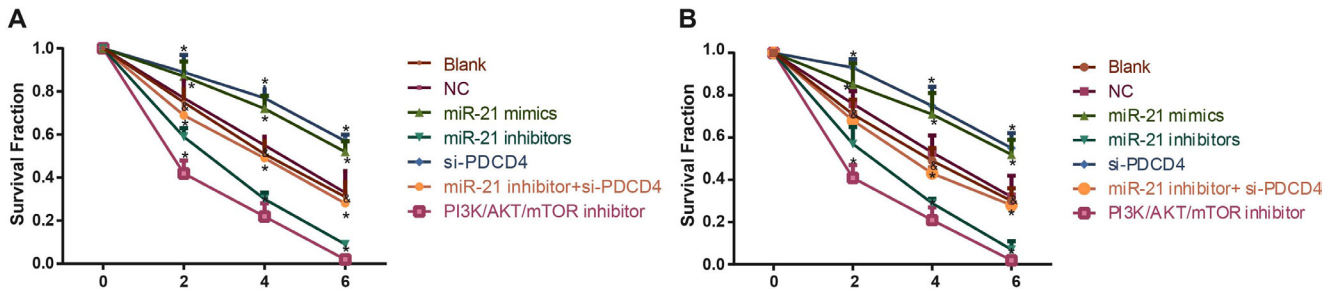 A
Survival Fraction
1.0
0.8
0.6
0.4
0.2
0.0
0
2
4
6
*
*
*
*
*
*
*
*
*
*
*
*
*
Blank
NC
miR-21 mimics
miR-21 inhibitors
si-PDCD4
miR-21 inhibitor+si-PDCD4
PI3K/AKT/mTOR inhibitor
B
Survival Fraction
1.0
0.8
0.6
0.4
0.2
0.0
0
2
4
6
*
*
*
*
*
*
*
*
*
*
*
*
*
Blank
NC
miR-21 mimics
miR-21 inhibitors
si-PDCD4
miR-21 inhibitor+ si-PDCD4
PI3K/AKT/mTOR inhibitor